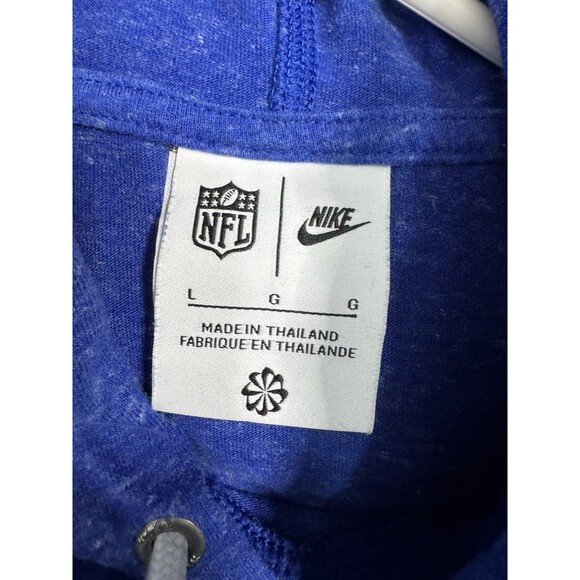 NFL NIKE
L G G
MADE IN THAILAND
FABRIQUE EN THAILANDE